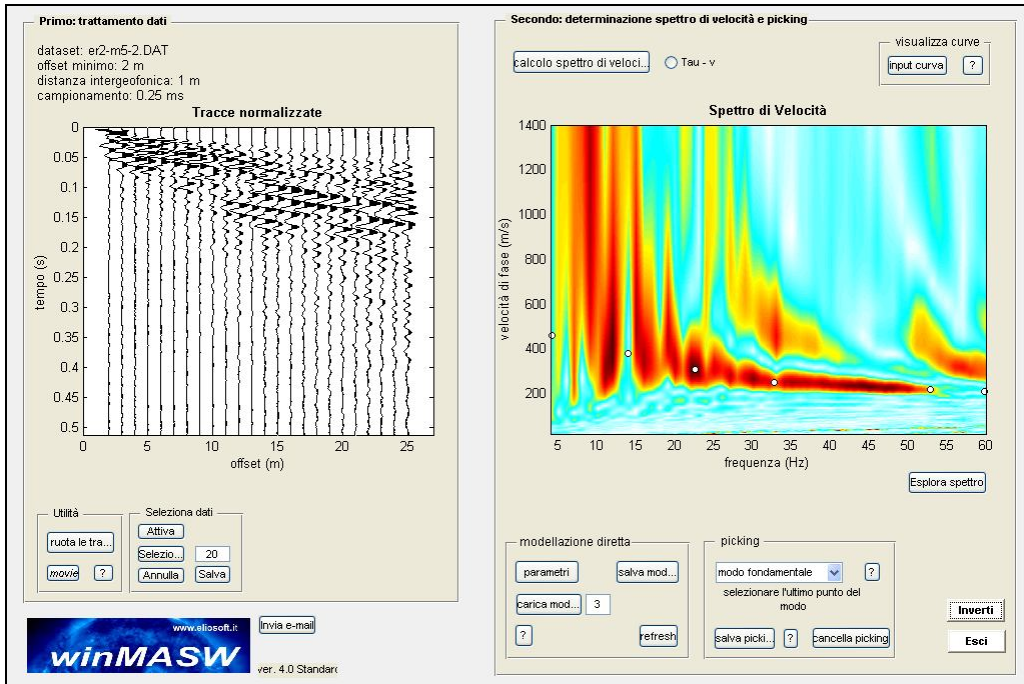 Primo: trattamento dati
dataset: er2-m5-2.DAT
offset minimo: 2 m
distanza intergeofonica: 1 m
campionamento: 0.25 ms
Tracce normalizzate
0
0.05
0.1
0.15
0.2
0.25
0.3
0.35
0.4
0.45
0.5
tempo (s)
0 5 10 15 20 25
offset (m)
Utilità
ruota le tra...
movie ?
Seleziona dati
Attiva
Selezio... 20
Annulla Salva
www.eliosoft.it
winMASW
Invia e-mail
ver. 4.0 Standar
Secondo: determinazione spettro di velocità e picking
calcolo spettro di veloci... Tau - v
visualizza curve
input curva ?
Spettro di Velocità
1400
1200
1000
800
600
400
200
velocità di fase (m/s)
5 10 15 20 25 30 35 40 45 50 55 60
frequenza (Hz)
Esplora spettro
modellazione diretta
parametri salva mod...
carica mod... 3
? refresh
picking
modo fondamentale ?
selezionare l'ultimo punto del
modo
salva picki... ? cancella picking
Inverti
Esci